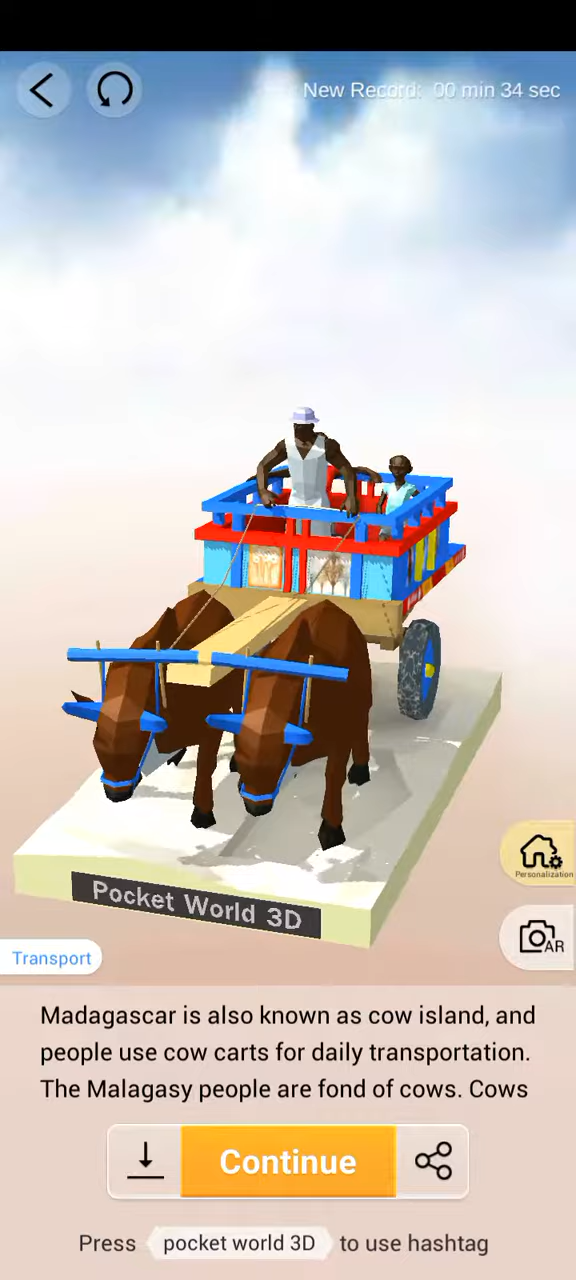 New Record: 00 min 34 sec
Pocket World 3D
Personalization
AR
Transport
Madagascar is also known as cow island, and
people use cow carts for daily transportation.
The Malagasy people are fond of cows. Cows
Continue
Press pocket world 3D to use hashtag